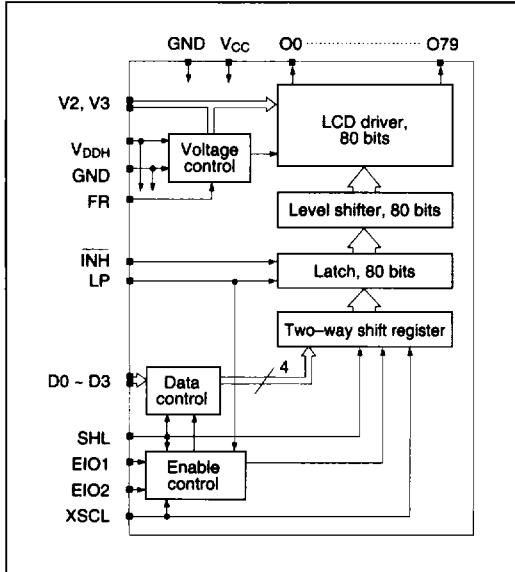 GND VCC O0 O79
V2, V3
LCD driver,
80 bits
VDDH
Voltage
control
GND
FR
Level shifter, 80 bits
INH
LP
Latch, 80 bits
Two-way shift register
4
D0 ~ D3
Data
control
SHL
EIO1
Enable
control
EIO2
XSCL